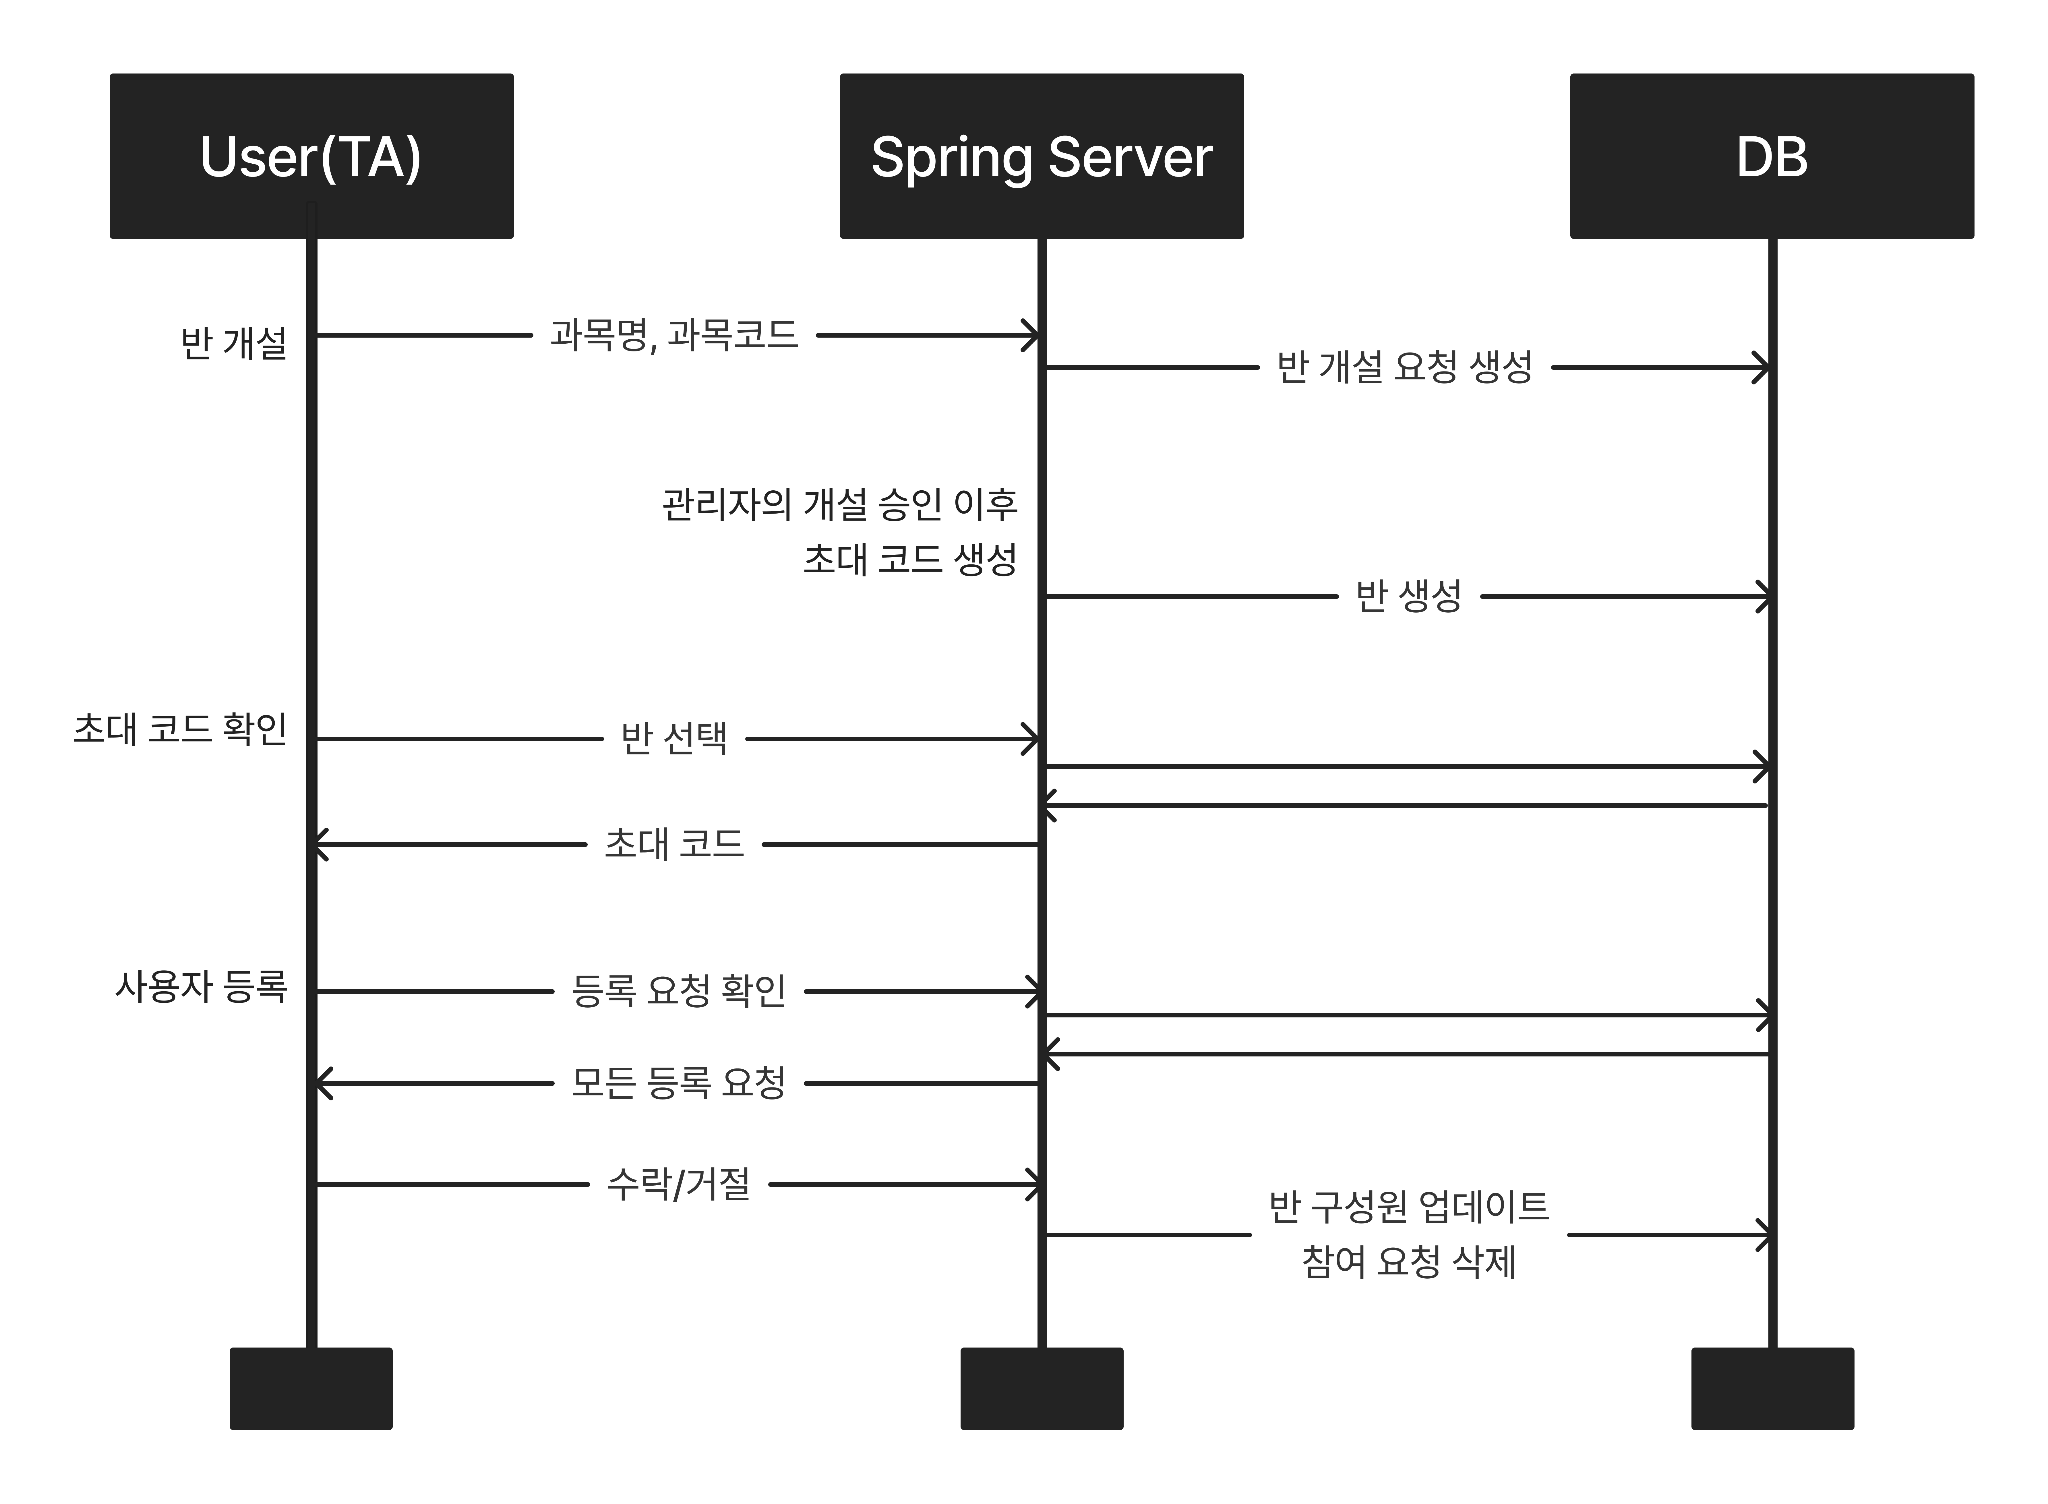 User(TA)
Spring Server
DB
반 개설
과목명, 과목코드
반 개설 요청 생성
관리자의 개설 승인 이후
초대 코드 생성
반 생성
초대 코드 확인
반 선택
초대 코드
사용자 등록
등록 요청 확인
모든 등록 요청
수락/거절
반 구성원 업데이트
참여 요청 삭제